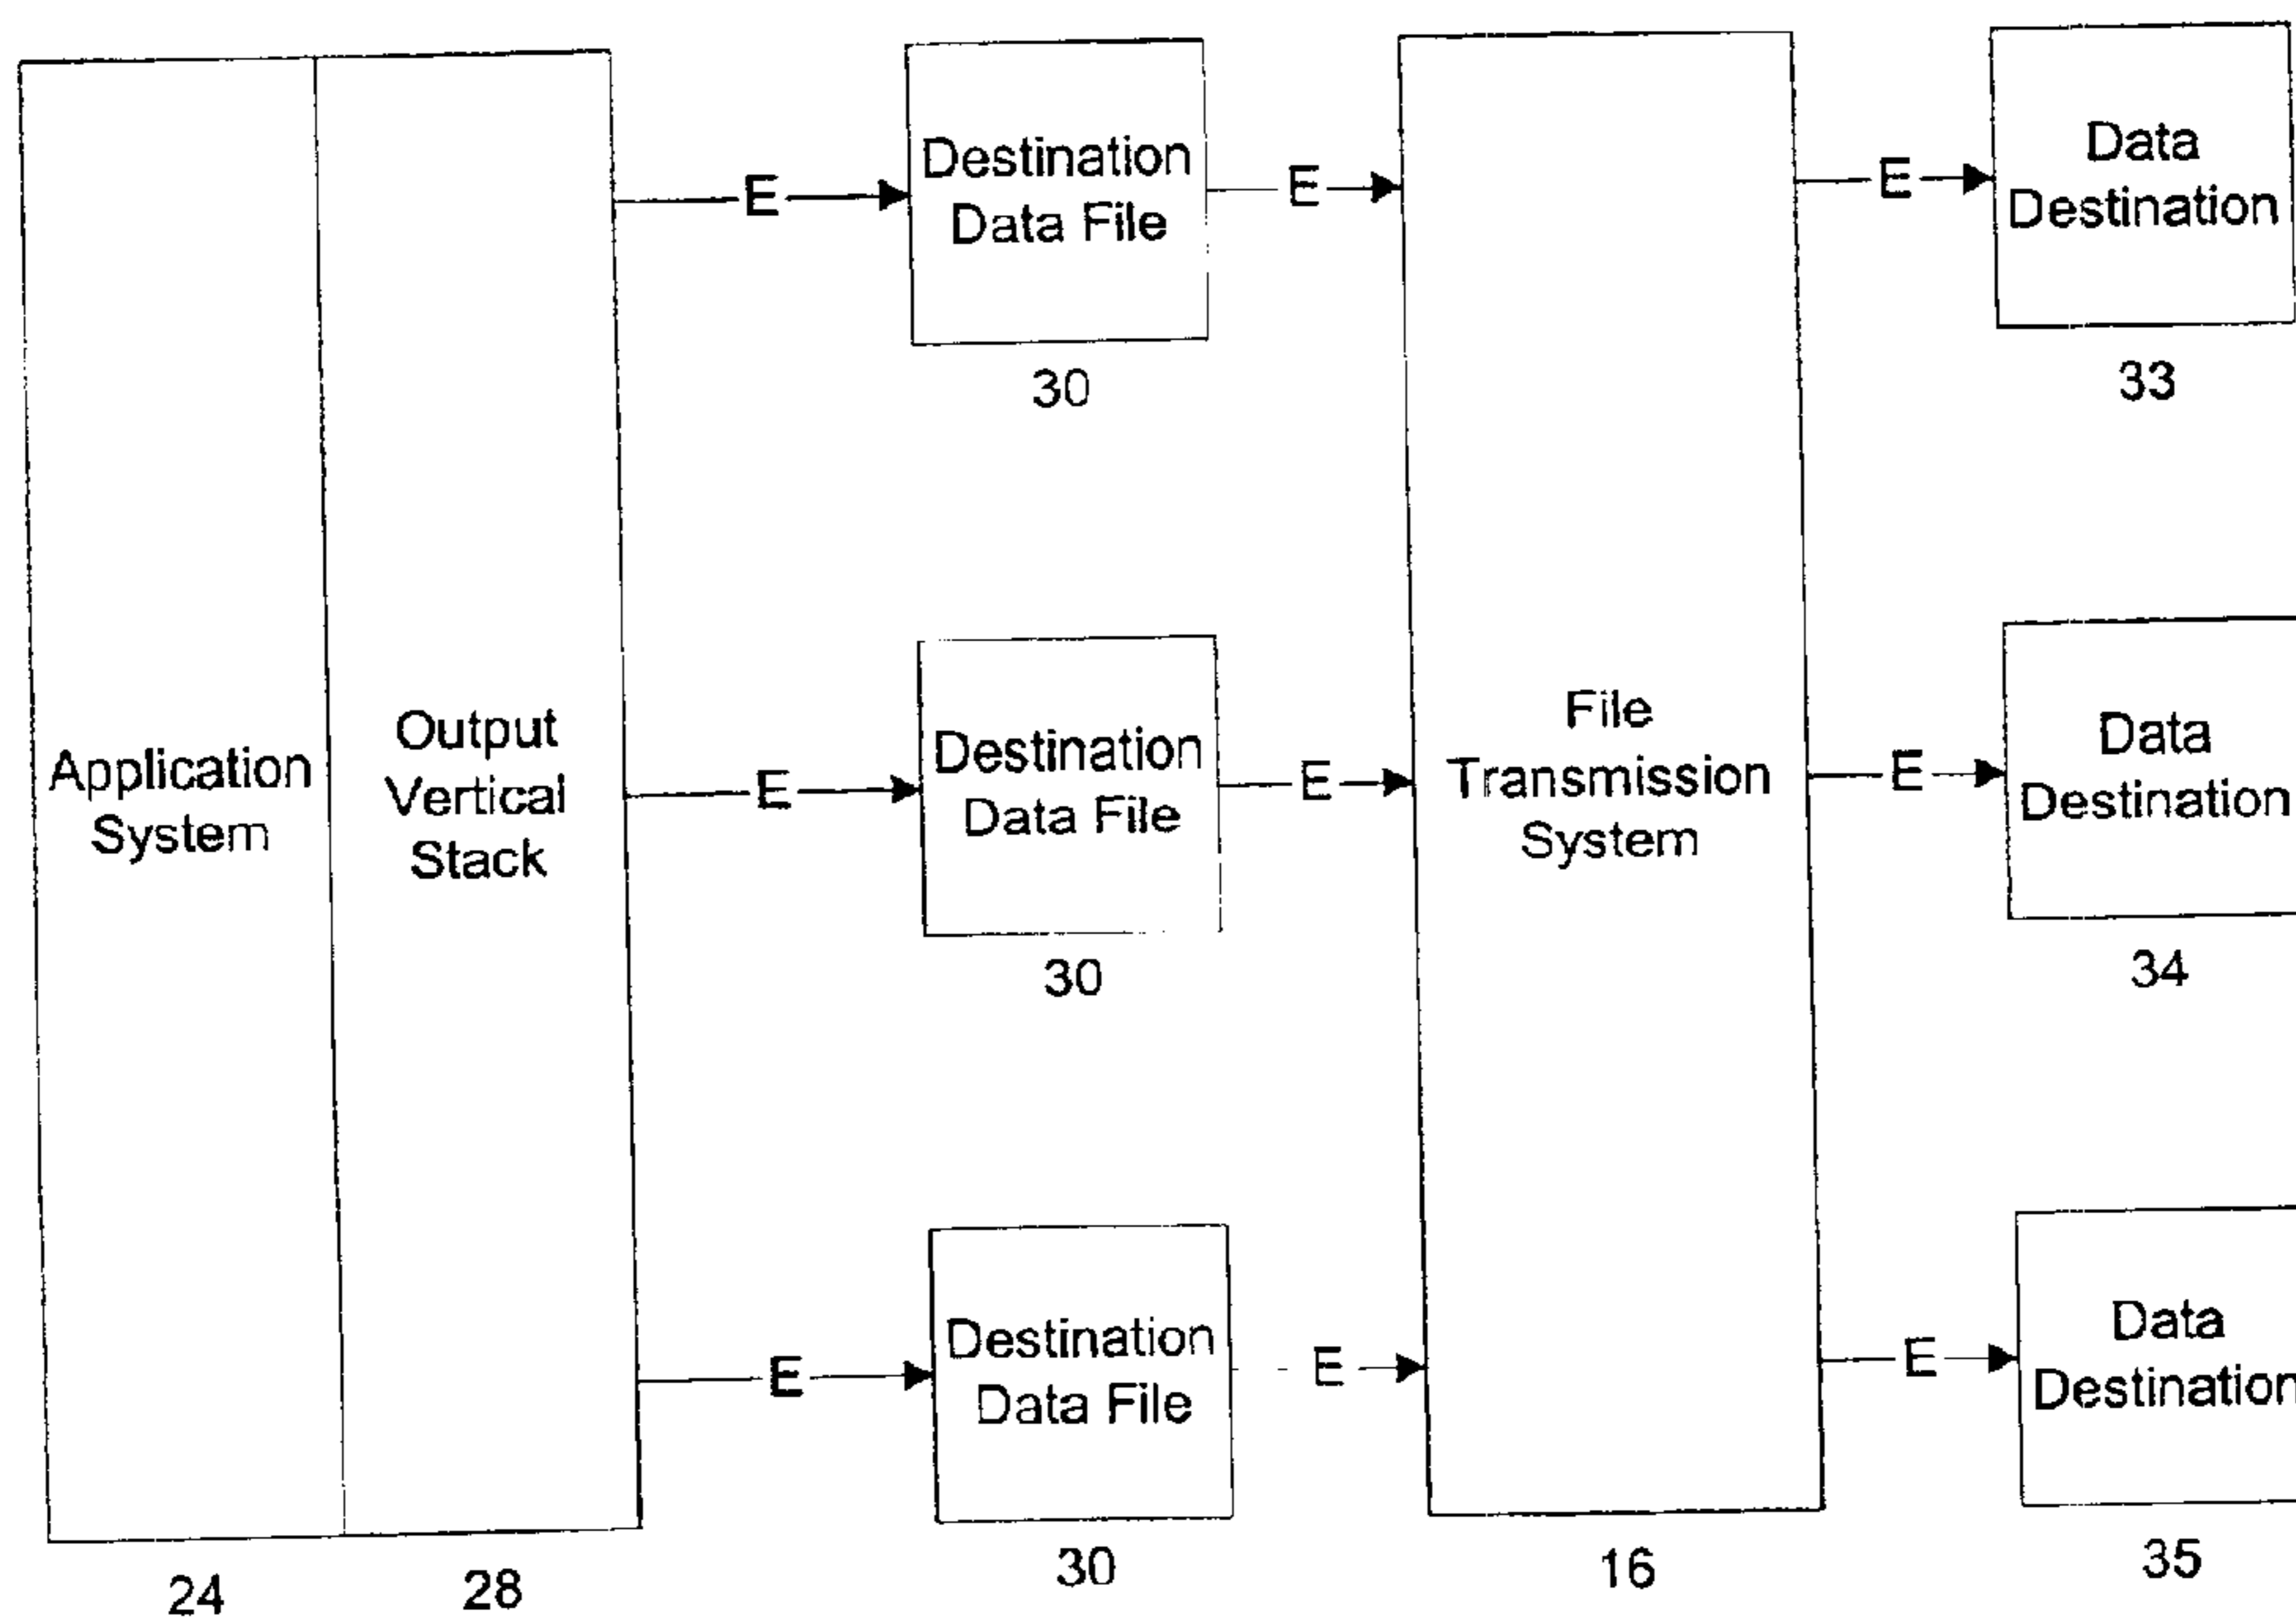 Application
System
24
Output
Vertical
Stack
28
E
Destination
Data File
30
E
E
Destination
Data File
30
E
E
Destination
Data File
30
E
File
Transmission
System
16
E
Data
Destination
33
E
Data
Destination
34
E
Data
Destination
35